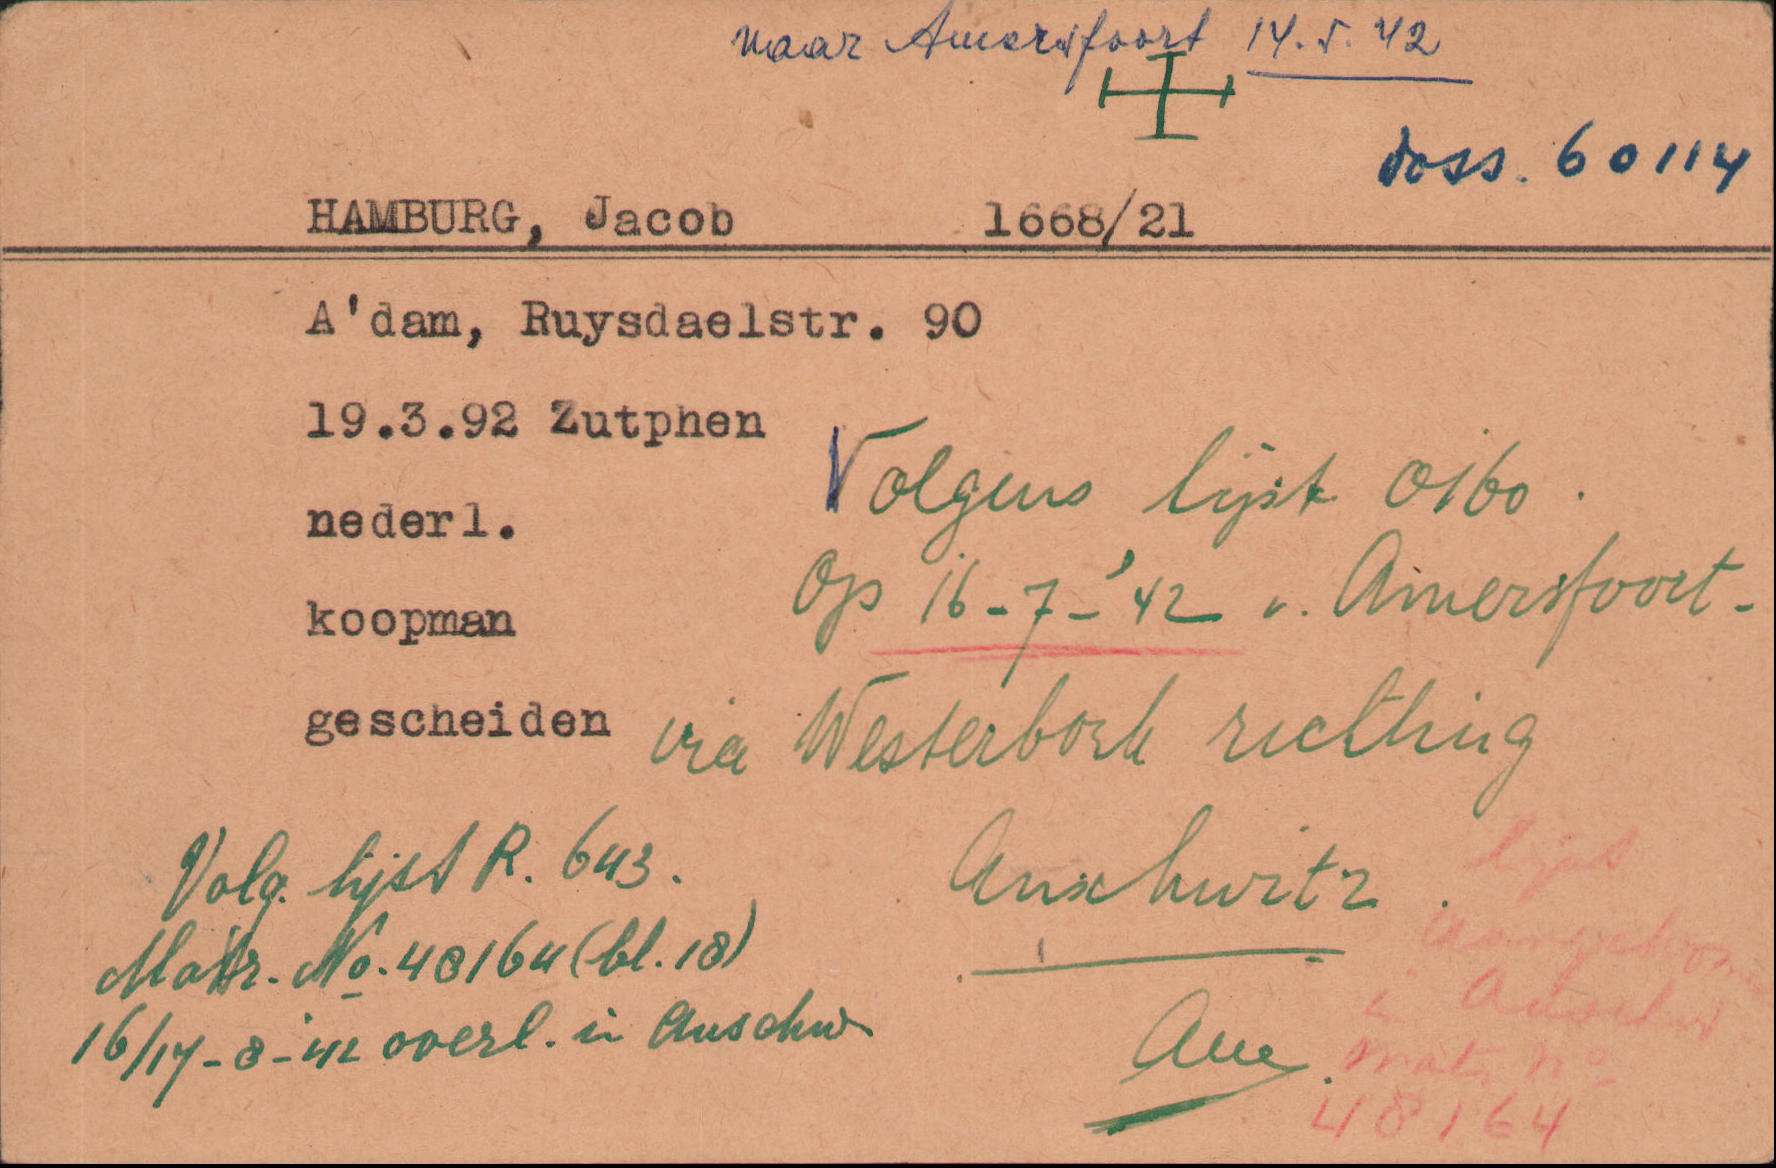 naar Amersfoort 14.5.42
doss. 60114
HAMBURG, Jacob 1668/21
A'dam, Ruysdaelstr. 90
19.3.92 Zutphen
nederl.
koopman
gescheiden
Volgens lijst 0160.
op 16-7-'42 v. Amersfoort-
via Westerbork richting
Auschwitz.
Volg. lijst R. 643.
Matr. No. 48164 (bl. 18)
16/17-8-42 overl. in Auschw
lijst
aangekomen
in Auschw
matr no
48164